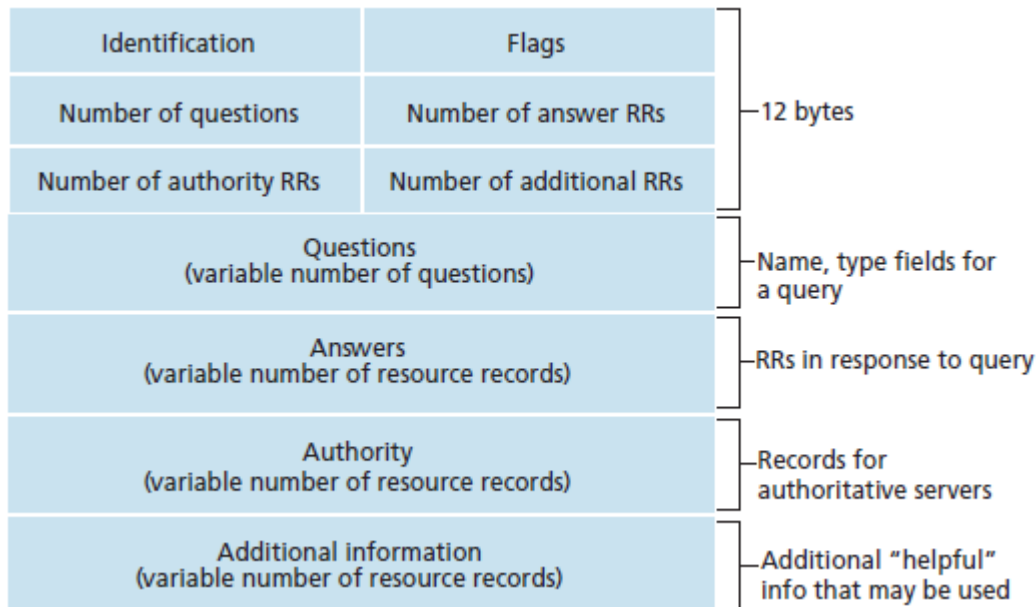 Identification
Flags
Number of questions
Number of answer RRs
12 bytes
Number of authority RRs
Number of additional RRs
Questions
(variable number of questions)
Name, type fields for
a query
Answers
(variable number of resource records)
RRs in response to query
Authority
(variable number of resource records)
Records for
authoritative servers
Additional information
(variable number of resource records)
Additional “helpful”
info that may be used